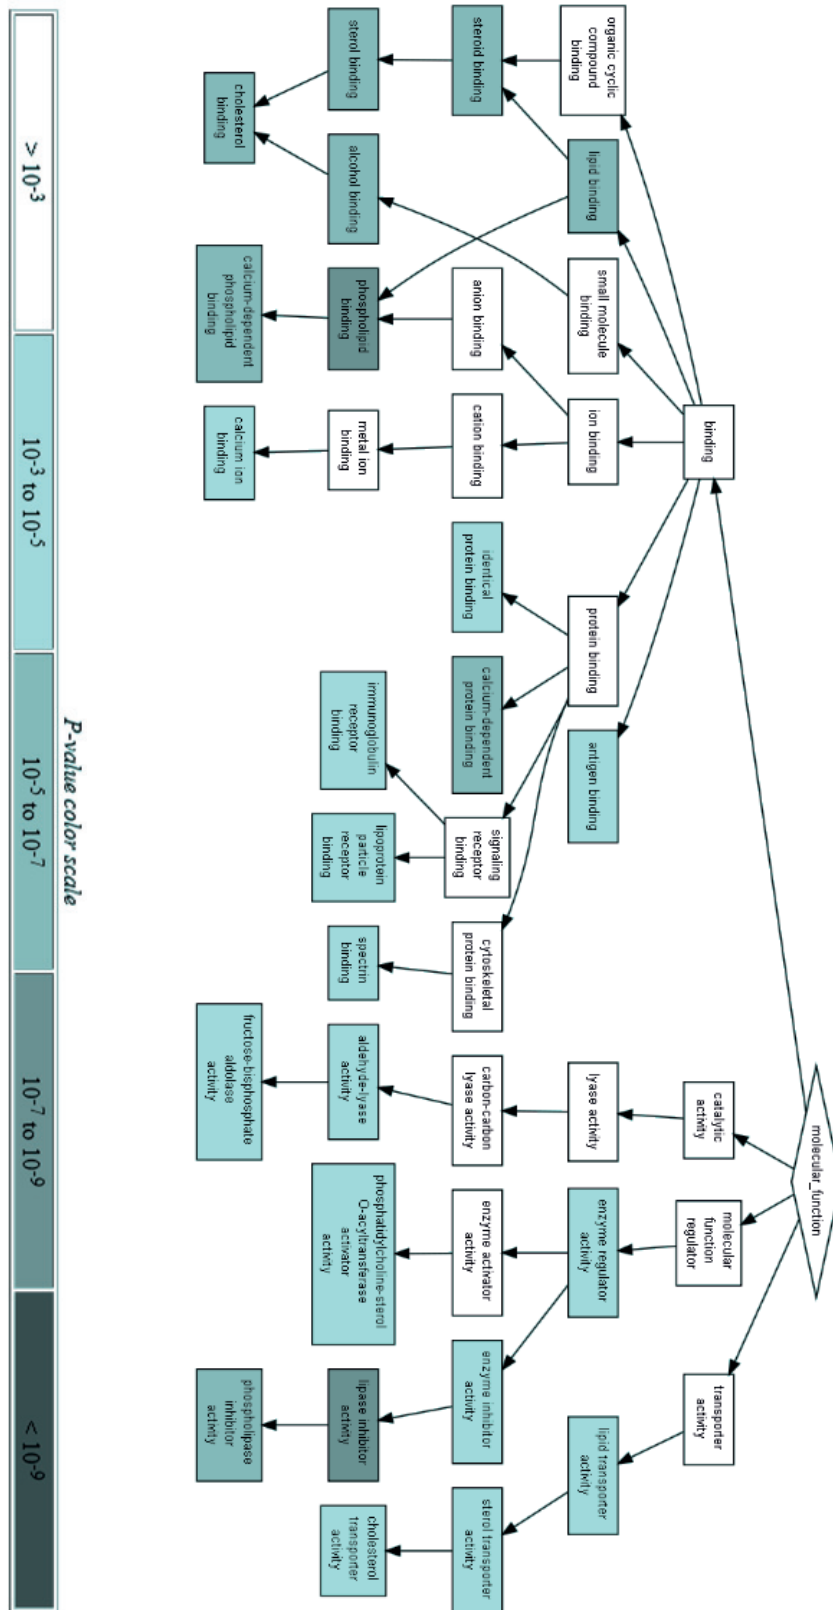 molecular_function
binding
catalytic
activity
molecular
function
regulator
transporter
activity
organic cyclic
compound
binding
lipid binding
small molecule
binding
ion binding
protein binding
antigen binding
lyase activity
enzyme regulator
activity
lipid transporter
activity
steroid binding
anion binding
cation binding
identical
protein binding
calcium-dependent
protein binding
signaling
receptor
binding
cytoskeletal
protein binding
carbon-carbon
lyase activity
enzyme activator
activity
enzyme inhibitor
activity
sterol transporter
activity
sterol binding
alcohol binding
phospholipid
binding
metal ion
binding
immunoglobulin
receptor
binding
lipoprotein
particle
receptor
binding
spectrin
binding
aldehyde-lyase
activity
phosphatidylcholine-sterol
O-acyltransferase
activator
activity
lipase inhibitor
activity
cholesterol
transporter
activity
cholesterol
binding
calcium-dependent
phospholipid
binding
calcium ion
binding
fructose-bisphosphate
aldolase
activity
phospholipase
inhibitor
activity
P-value color scale
> 10-3
10-3 to 10-5
10-5 to 10-7
10-7 to 10-9
< 10-9